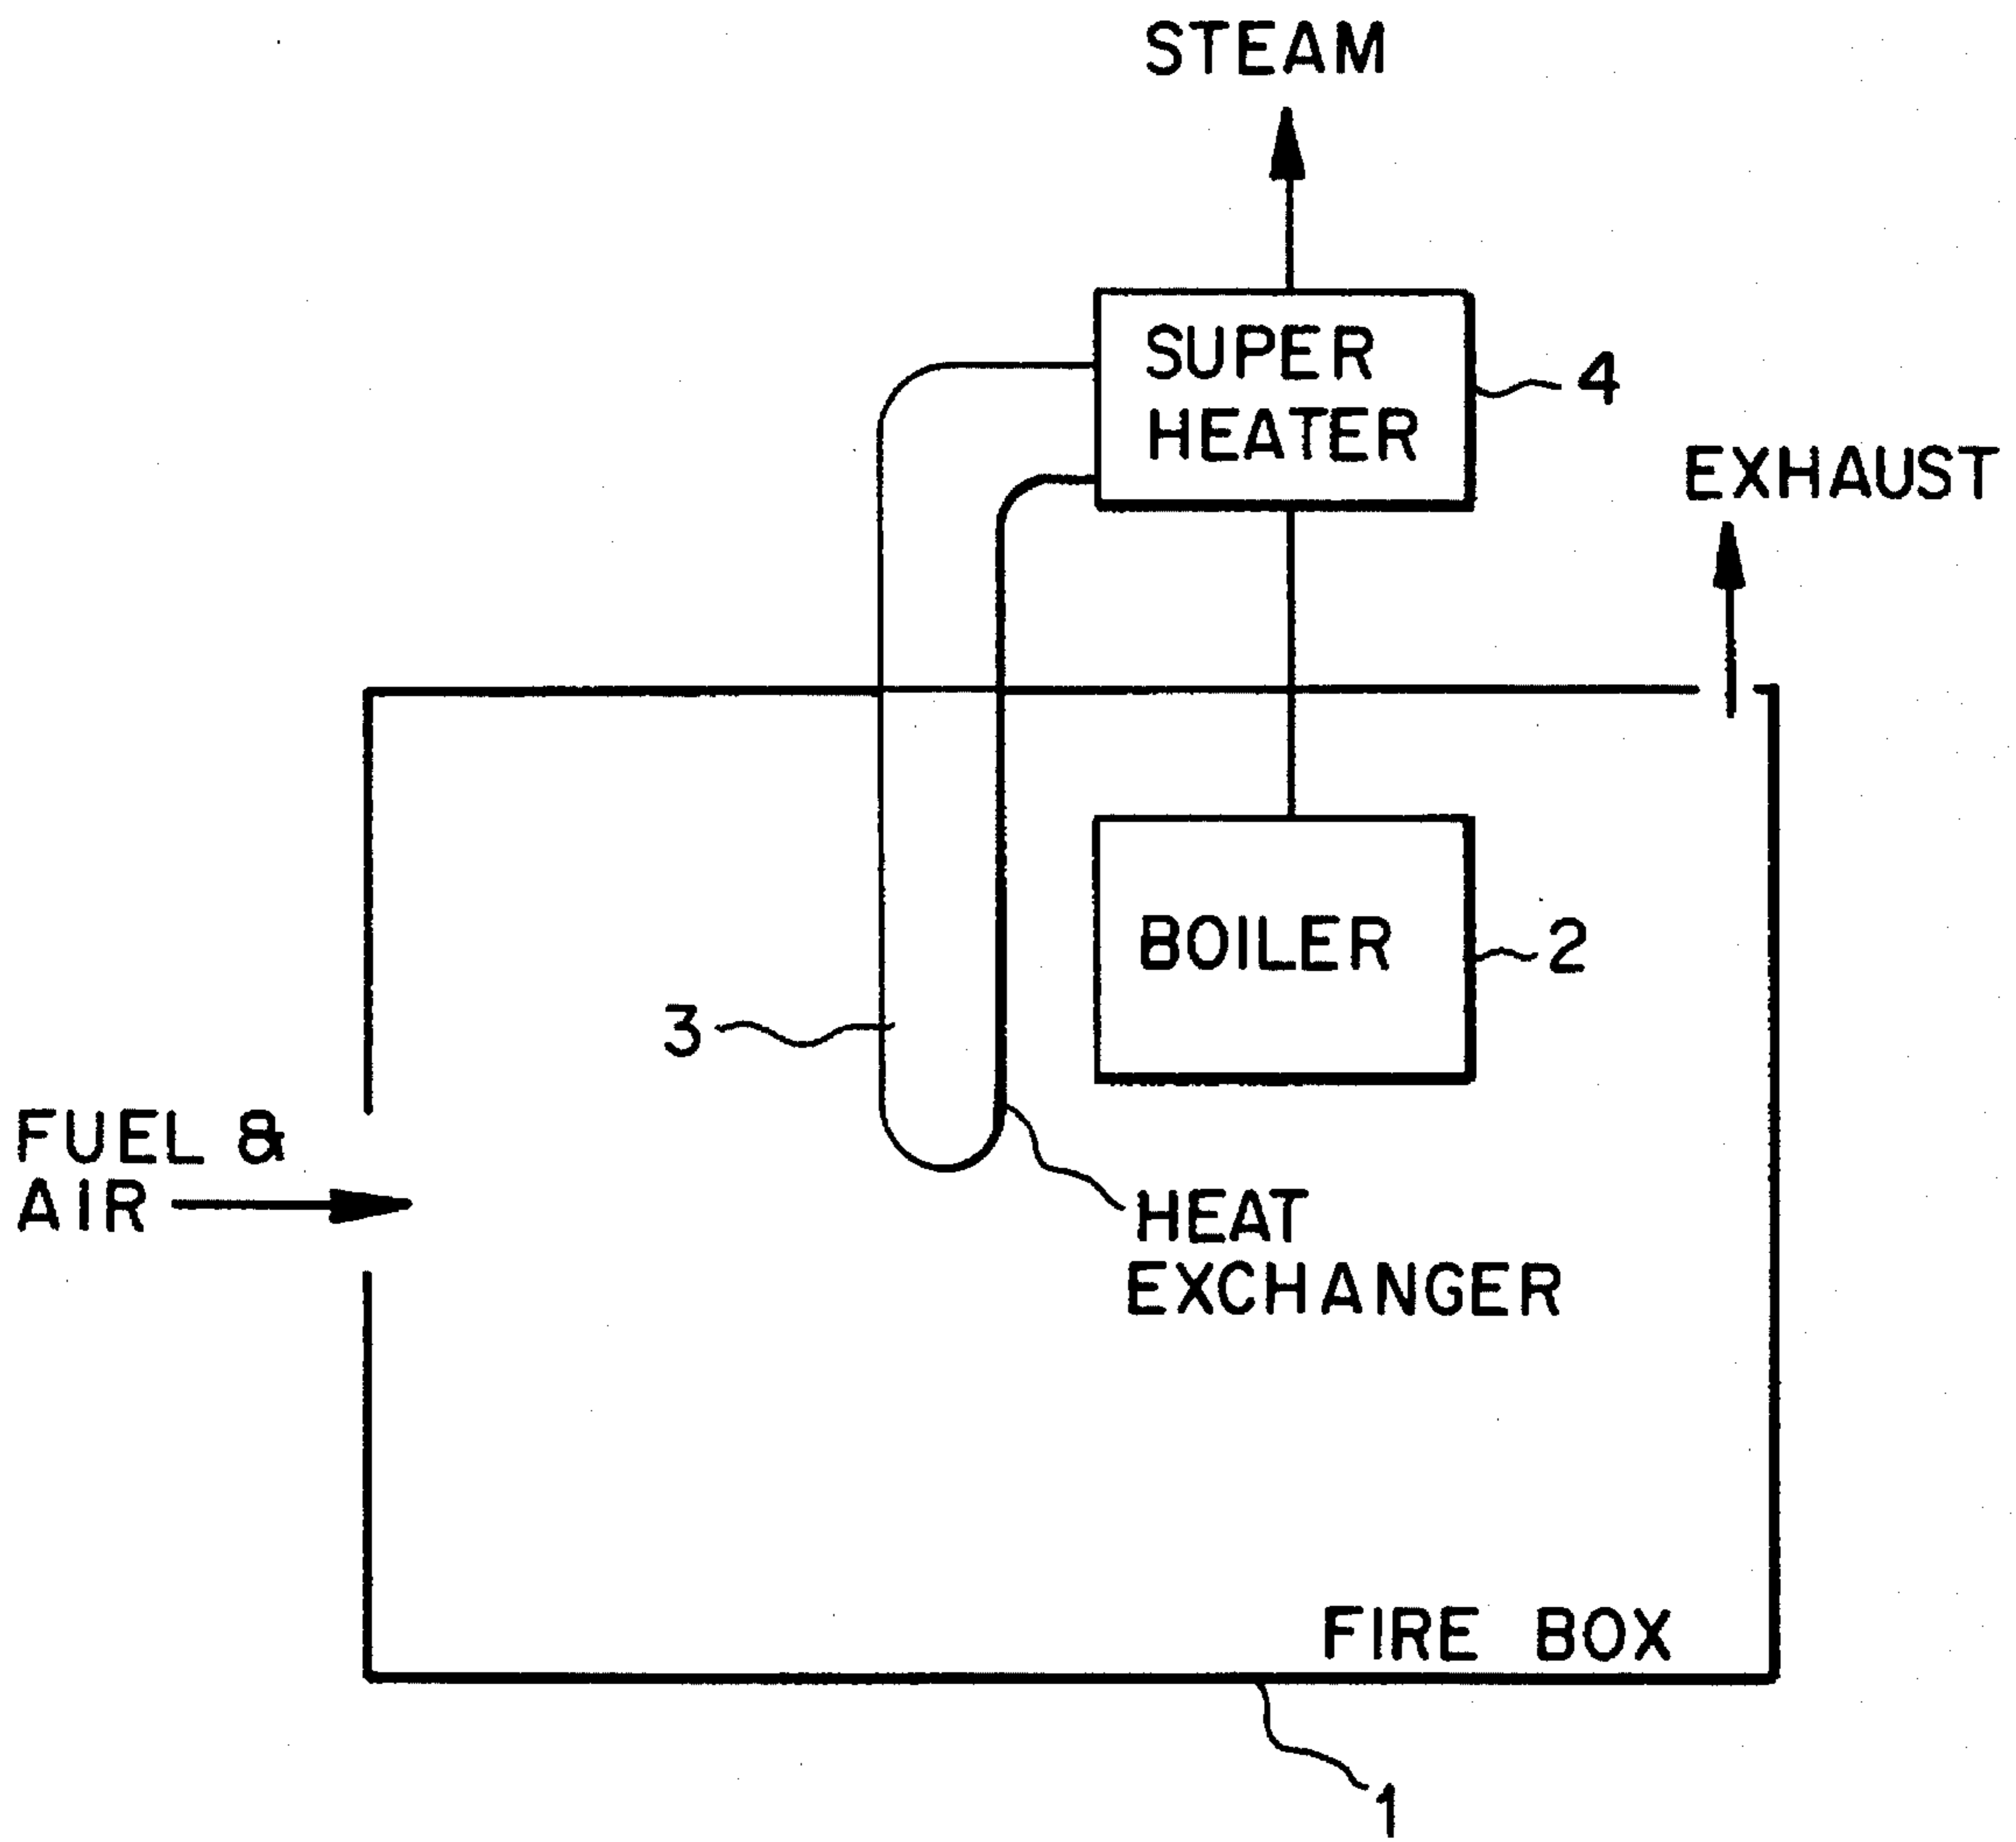 STEAM
SUPER
HEATER
4
EXHAUST
BOILER
2
3
FUEL &
AIR
HEAT
EXCHANGER
FIRE BOX
1